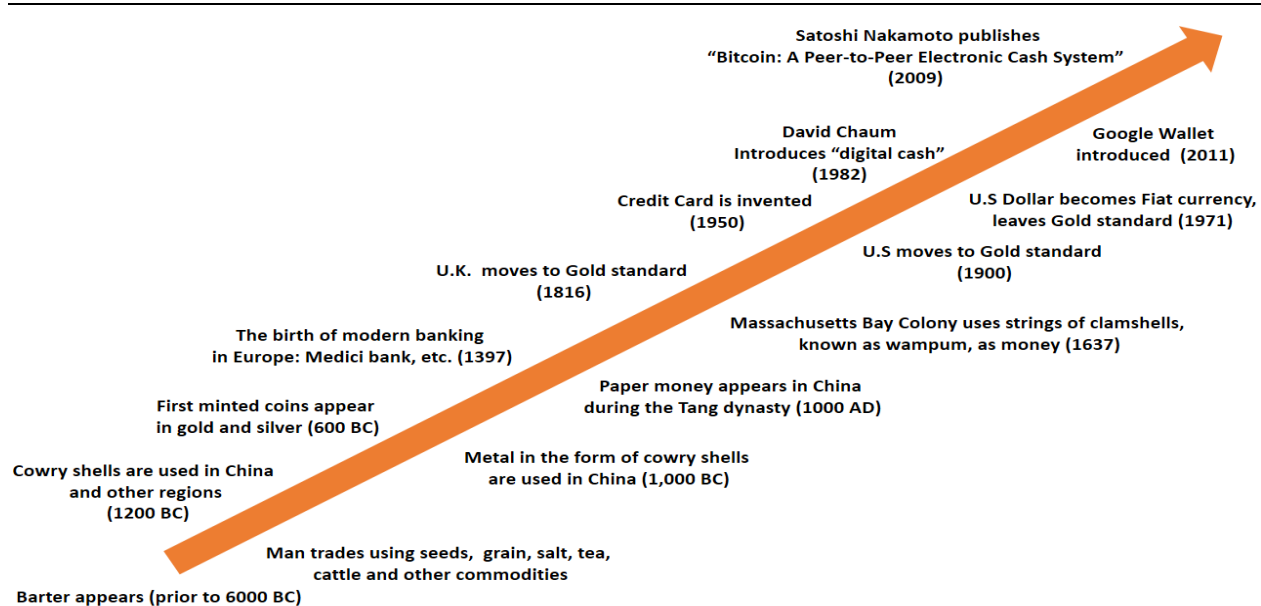 Satoshi Nakamoto publishes
“Bitcoin: A Peer-to-Peer Electronic Cash System”
(2009)
David Chaum
Introduces “digital cash”
(1982)
Google Wallet
introduced (2011)
Credit Card is invented
(1950)
U.S Dollar becomes Fiat currency,
leaves Gold standard (1971)
U.K. moves to Gold standard
(1816)
U.S moves to Gold standard
(1900)
The birth of modern banking
in Europe: Medici bank, etc. (1397)
Massachusetts Bay Colony uses strings of clamshells,
known as wampum, as money (1637)
First minted coins appear
in gold and silver (600 BC)
Paper money appears in China
during the Tang dynasty (1000 AD)
Cowry shells are used in China
and other regions
(1200 BC)
Metal in the form of cowry shells
are used in China (1,000 BC)
Man trades using seeds, grain, salt, tea,
cattle and other commodities
Barter appears (prior to 6000 BC)